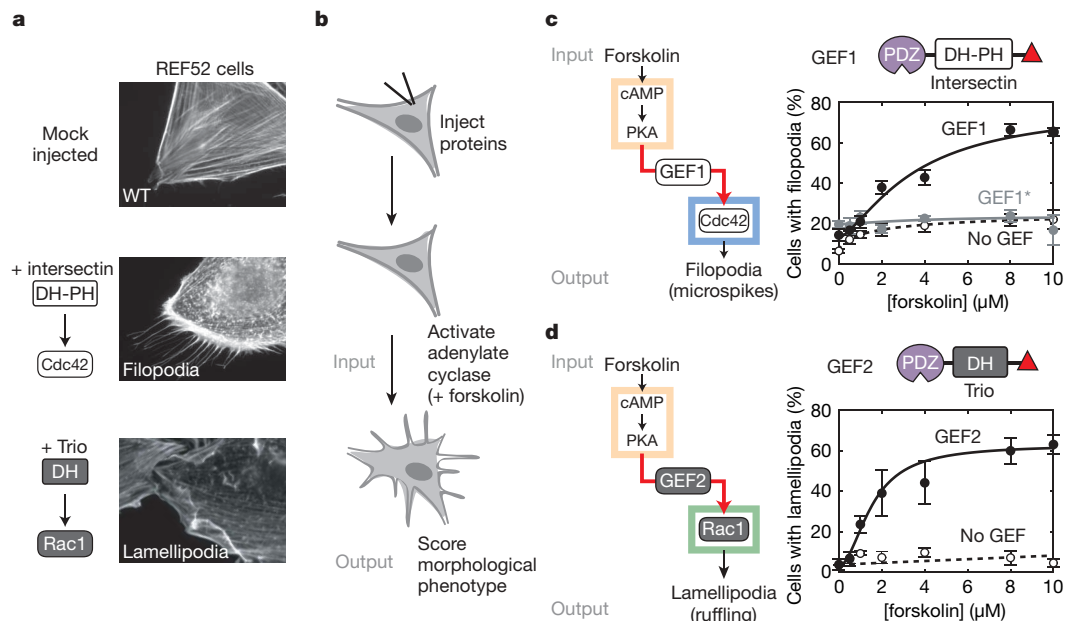 a
REF52 cells
Mock
injected
WT
+ intersectin
DH-PH
Cdc42
Filopodia
+ Trio
DH
Rac1
Lamellipodia
b
Inject
proteins
Input
Activate
adenylate
cyclase
(+ forskolin)
Output
Score
morphological
phenotype
c
Input
Forskolin
cAMP
PKA
GEF1
Cdc42
Filopodia
(microspikes)
Output
GEF1
PDZ
DH-PH
Intersectin
Cells with filopodia (%)
80
60
40
20
0
GEF1
GEF1*
No GEF
0 2 4 6 8 10
[forskolin] (µM)
d
Input
Forskolin
cAMP
PKA
GEF2
Rac1
Lamellipodia
(ruffling)
Output
GEF2
PDZ
DH
Trio
Cells with lamellipodia (%)
80
60
40
20
0
GEF2
No GEF
0 2 4 6 8 10
[forskolin] (µM)